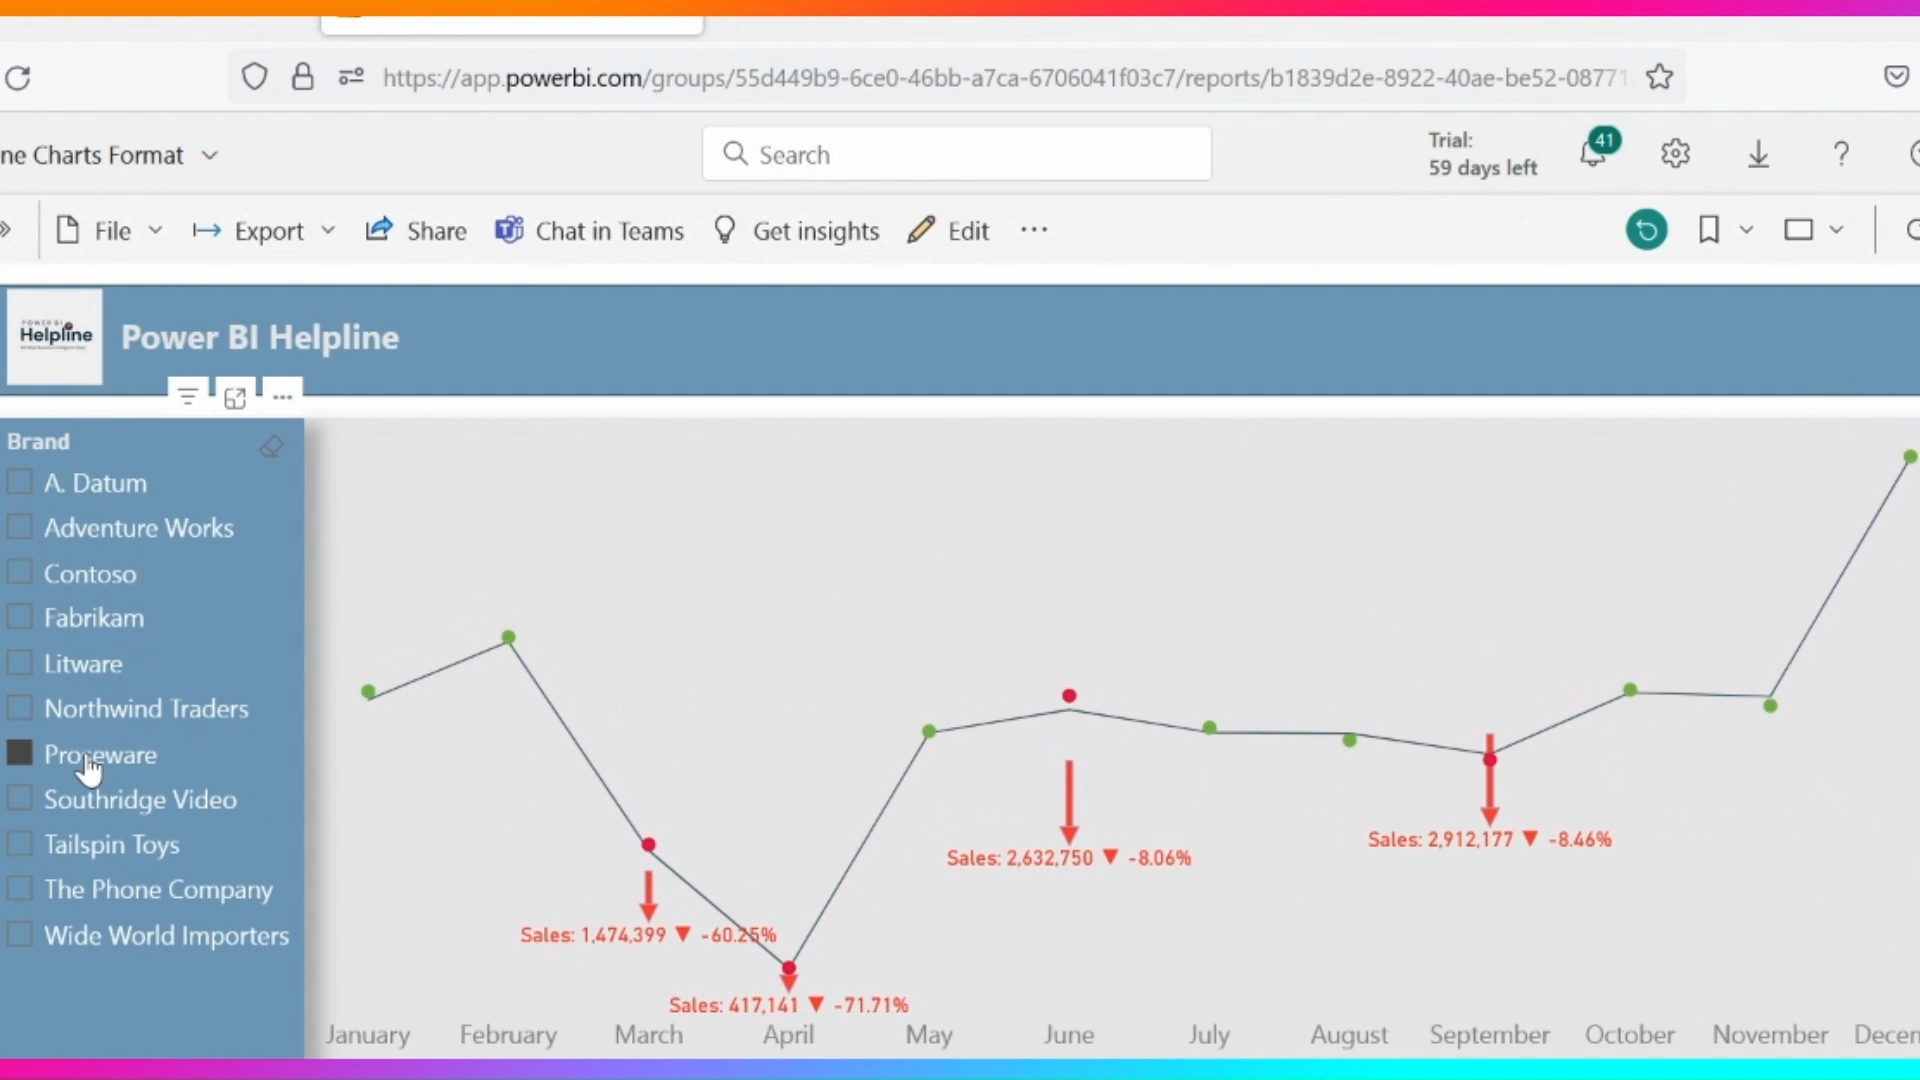 https://app.powerbi.com/groups/55d449b9-6ce0-46bb-a7ca-6706041f03c7/reports/b1839d2e-8922-40ae-be52-08771
ne Charts Format
Search
Trial:
59 days left
41
?
File
Export
Share
Chat in Teams
Get insights
Edit
POWER BI
Helpline
Power BI Helpline
Brand
A. Datum
Adventure Works
Contoso
Fabrikam
Litware
Northwind Traders
Proseware
Southridge Video
Tailspin Toys
The Phone Company
Wide World Importers
Sales: 1,474,399 ▼ -60.25%
Sales: 417,141 ▼ -71.71%
Sales: 2,632,750 ▼ -8.06%
Sales: 2,912,177 ▼ -8.46%
January February March April May June July August September October November Decem